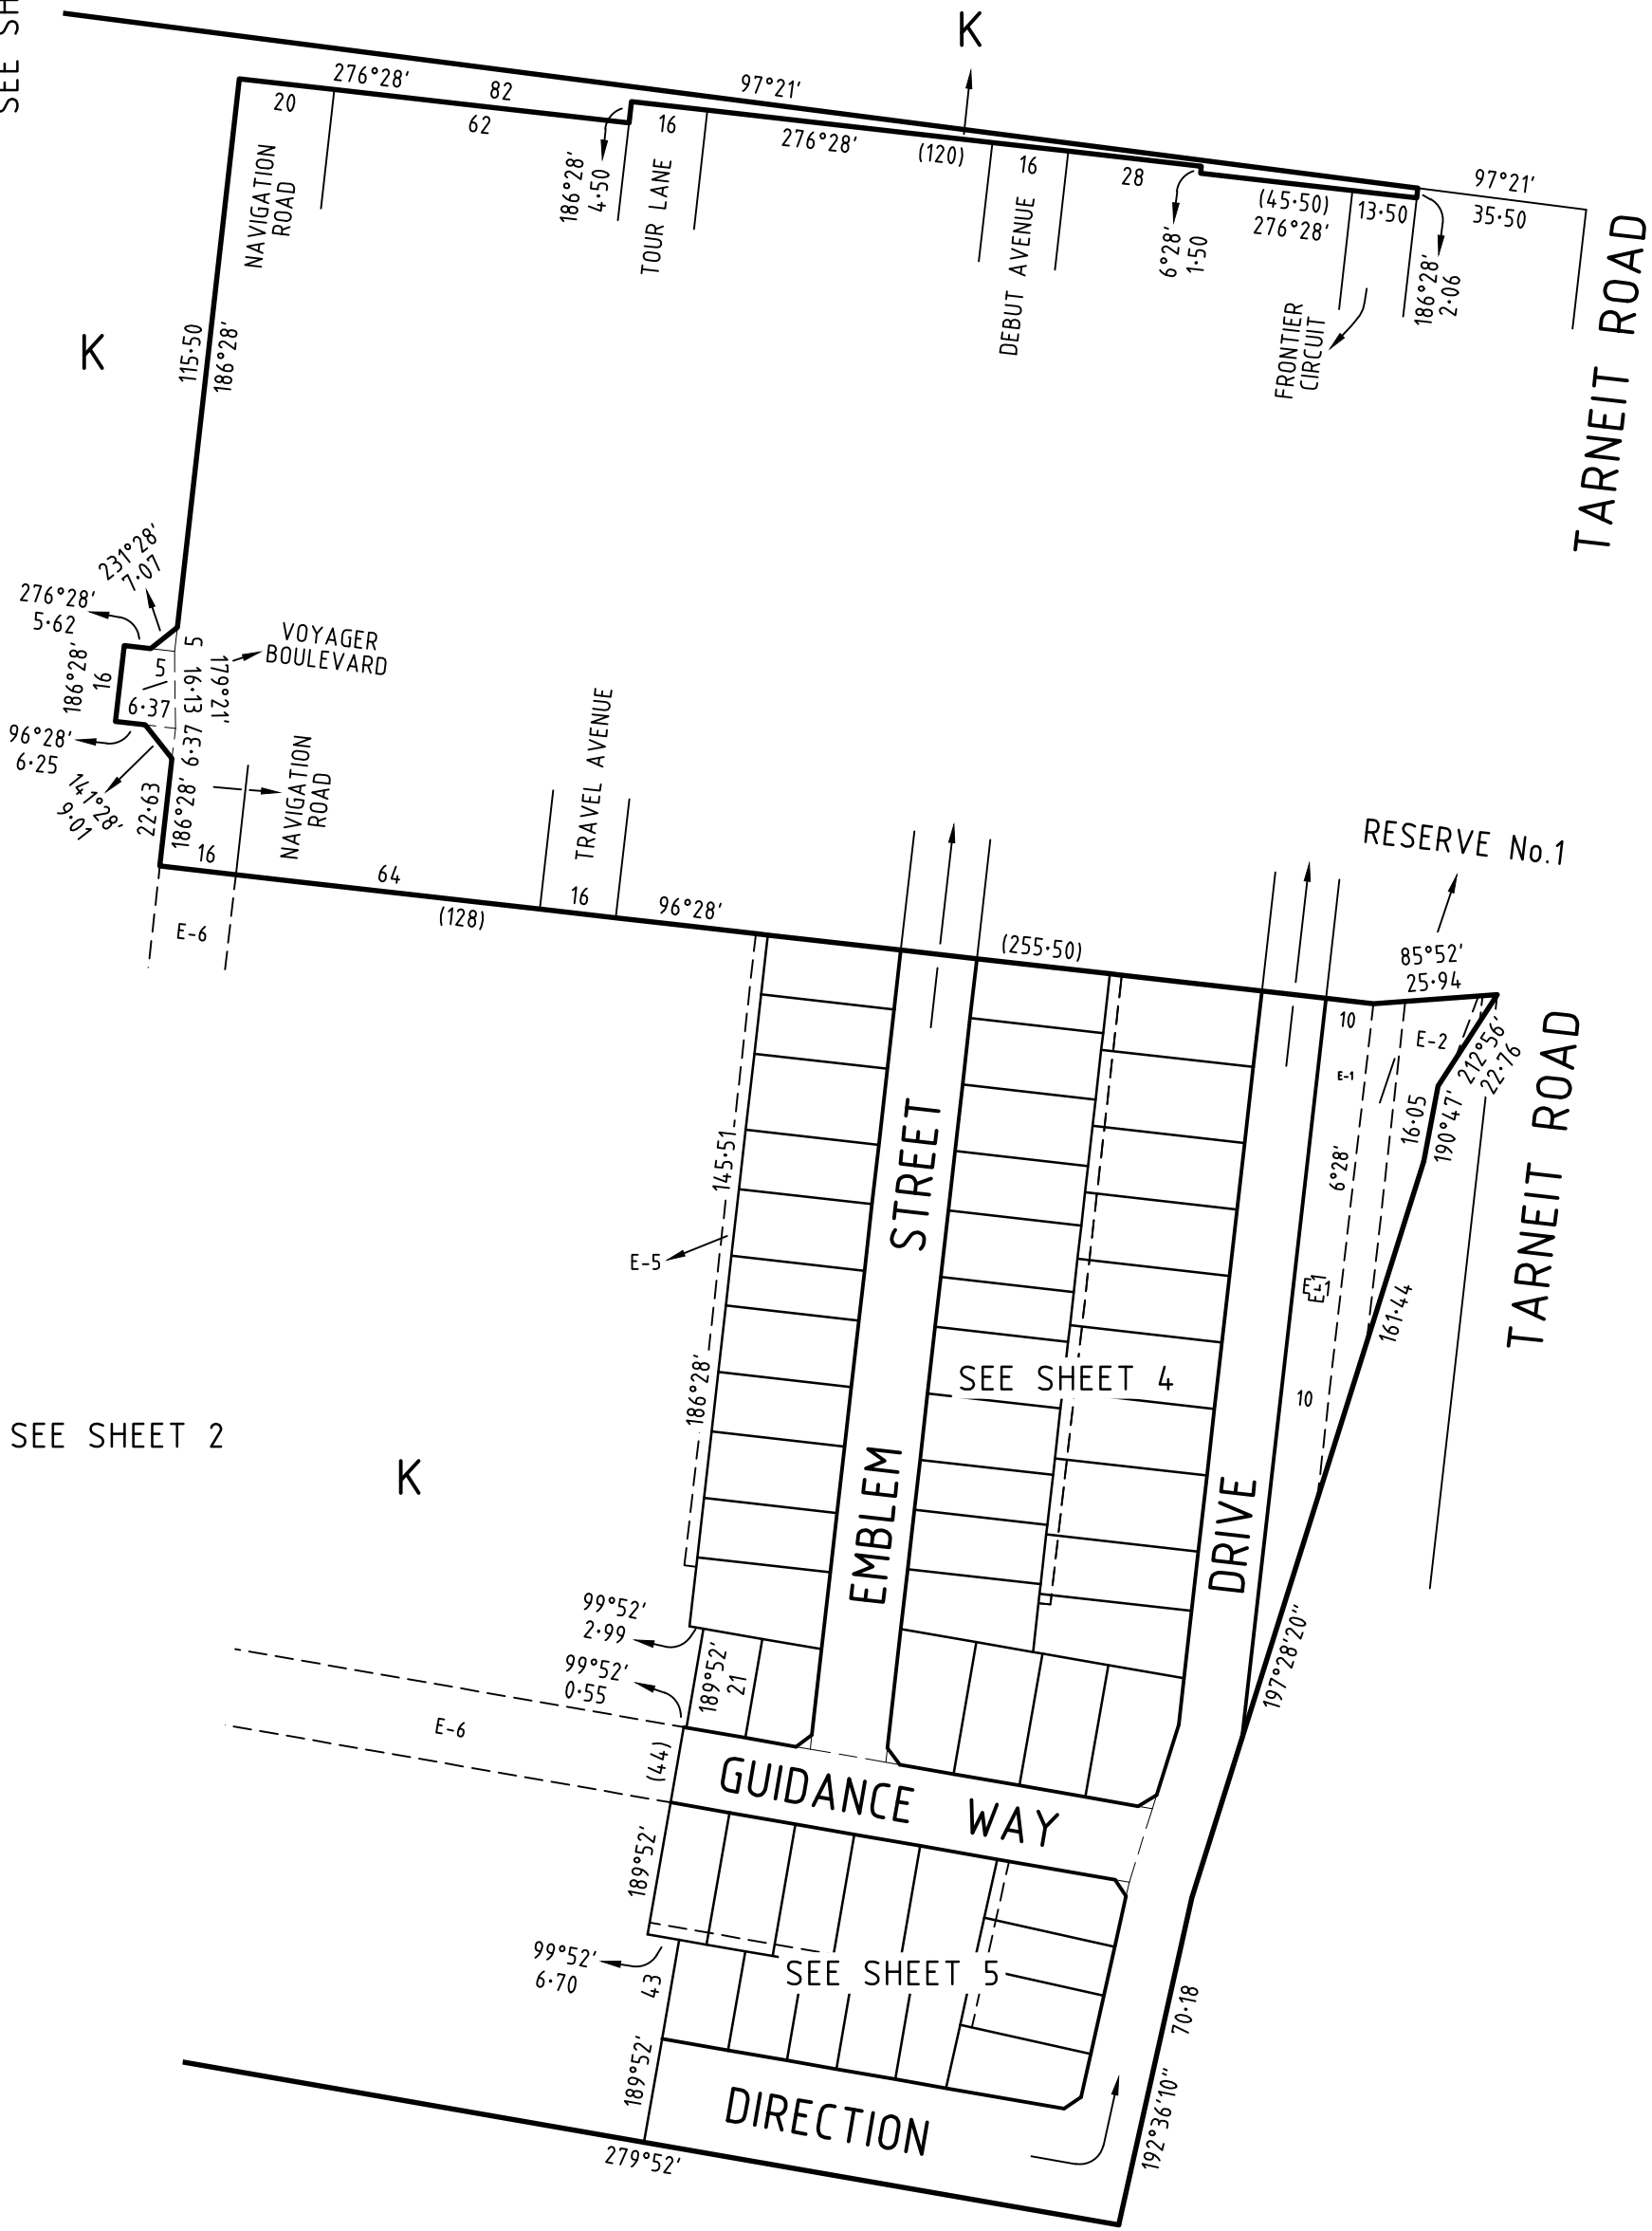 SEE SH
K
276°28'
82
97°21'
20
62
16
276°28'
(120)
16
28
(45·50)
276°28'
13·50
97°21'
35·50
NAVIGATION
ROAD
186°28'
4·50
TOUR LANE
DEBUT AVENUE
6°28'
1·50
186°28'
2·06
FRONTIER
CIRCUIT
TARNEIT ROAD
K
115·50
186°28'
231°28'
7·07
276°28'
5·62
186°28'
16
5
5
16·13
179°21'
VOYAGER
BOULEVARD
6·37
6·37
96°28'
6·25
141°28'
9·01
22·63
186°28'
NAVIGATION
ROAD
TRAVEL AVENUE
16
64
(128)
16
96°28'
(255·50)
E-6
RESERVE No.1
85°52'
25·94
10
E-2
E-1
212°56'
22·76
16·05
190°47'
6°28'
TARNEIT ROAD
145·51
STREET
E-5
E-1
161·44
186°28'
SEE SHEET 4
10
SEE SHEET 2
K
EMBLEM
DRIVE
99°52'
2·99
189°52'
21
197°28'20"
99°52'
0·55
E-6
(44)
GUIDANCE WAY
189°52'
99°52'
6·70
43
SEE SHEET 5
70·18
189°52'
DIRECTION
192°36'10"
279°52'